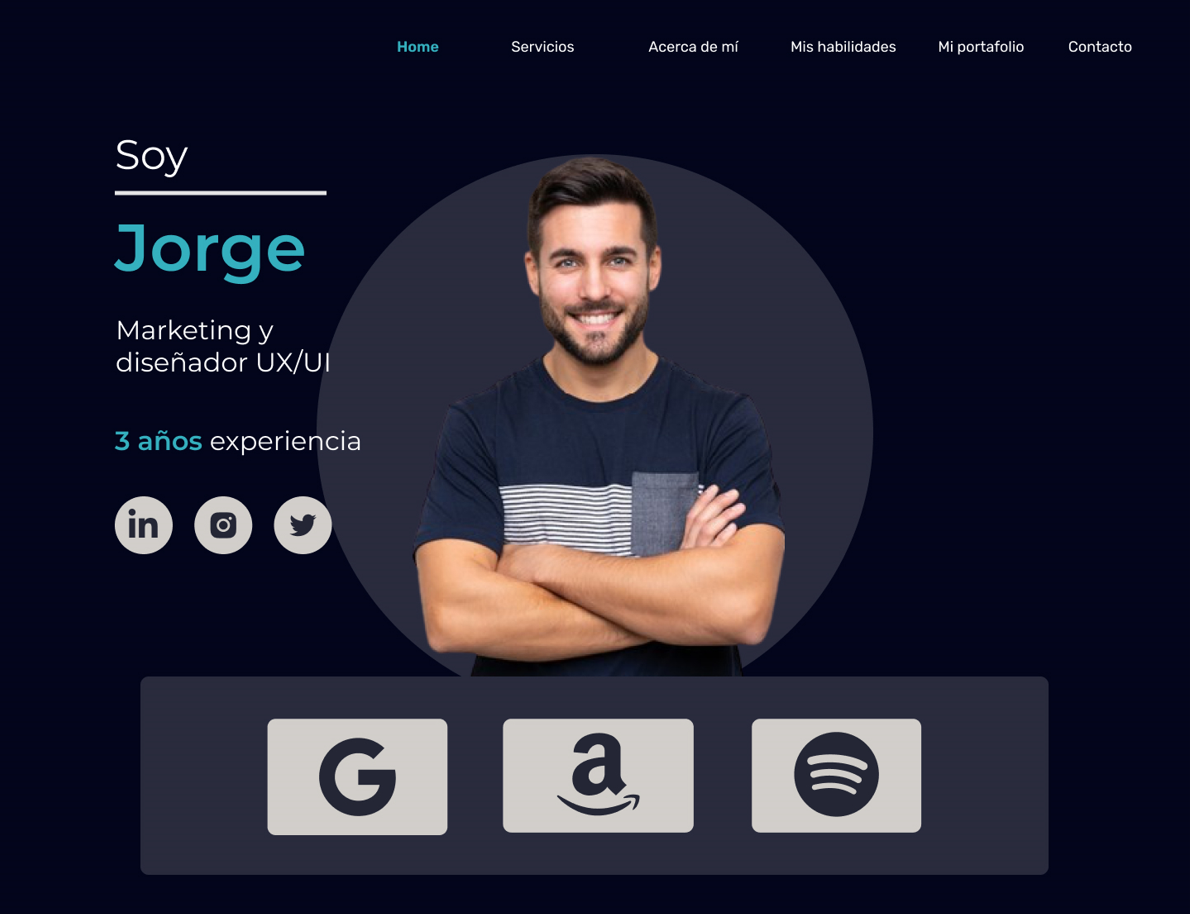 Home Servicios Acerca de mí Mis habilidades Mi portafolio Contacto
Soy
Jorge
Marketing y
diseñador UX/UI
3 años experiencia
in
G a